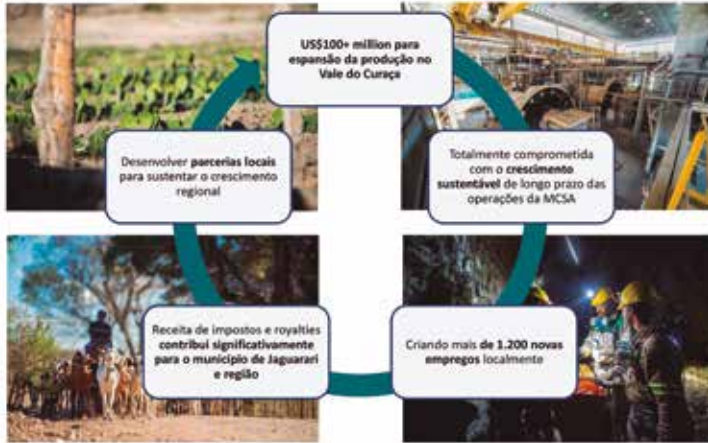 US$100+ million para
expansão da produção no
Vale do Curaça
Totalmente comprometida
com o crescimento
sustentável de longo prazo das
operações da MCSA
Criando mais de 1.200 novas
empregos localmente
Receita de impostos e royalties
contribui significativamente
para o município de Jaguarari
e região
Desenvolver parcerias locais
para sustentar o crescimento
regional